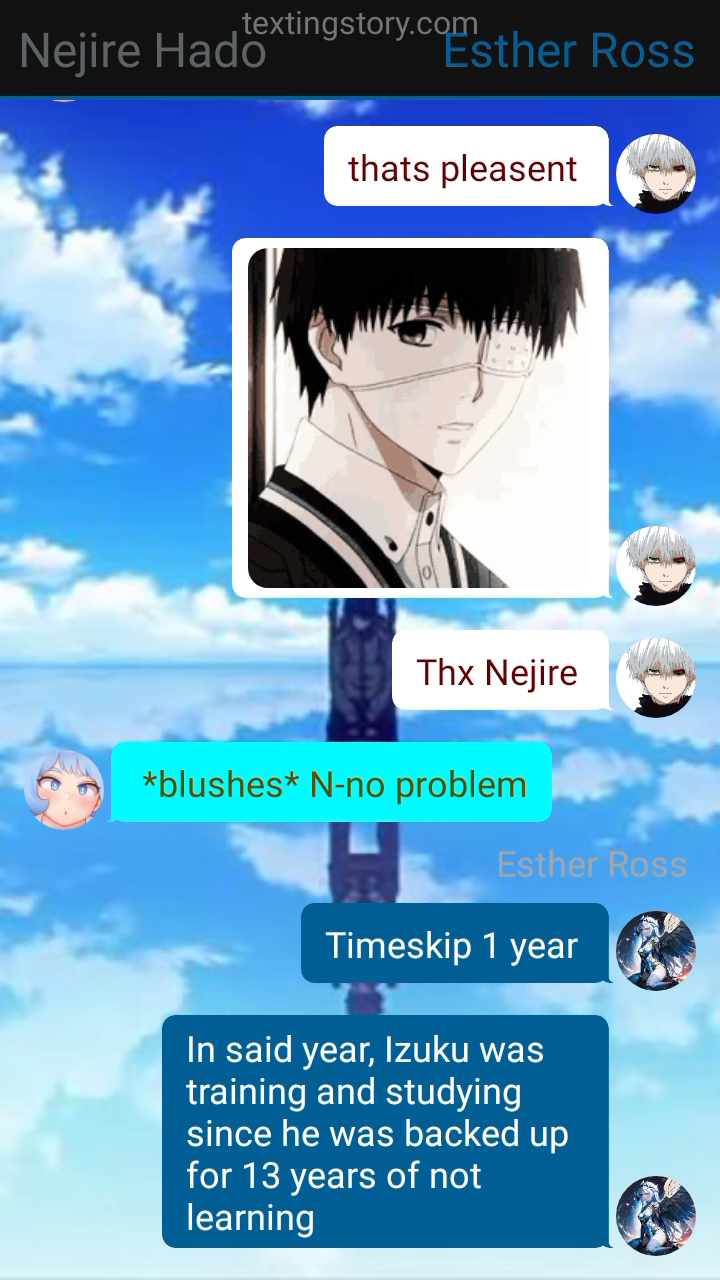 textingstory.com
Nejire Hado
Esther Ross
thats pleasent
Thx Nejire
*blushes* N-no problem
Esther Ross
Timeskip 1 year
In said year, Izuku was
training and studying
since he was backed up
for 13 years of not
learning